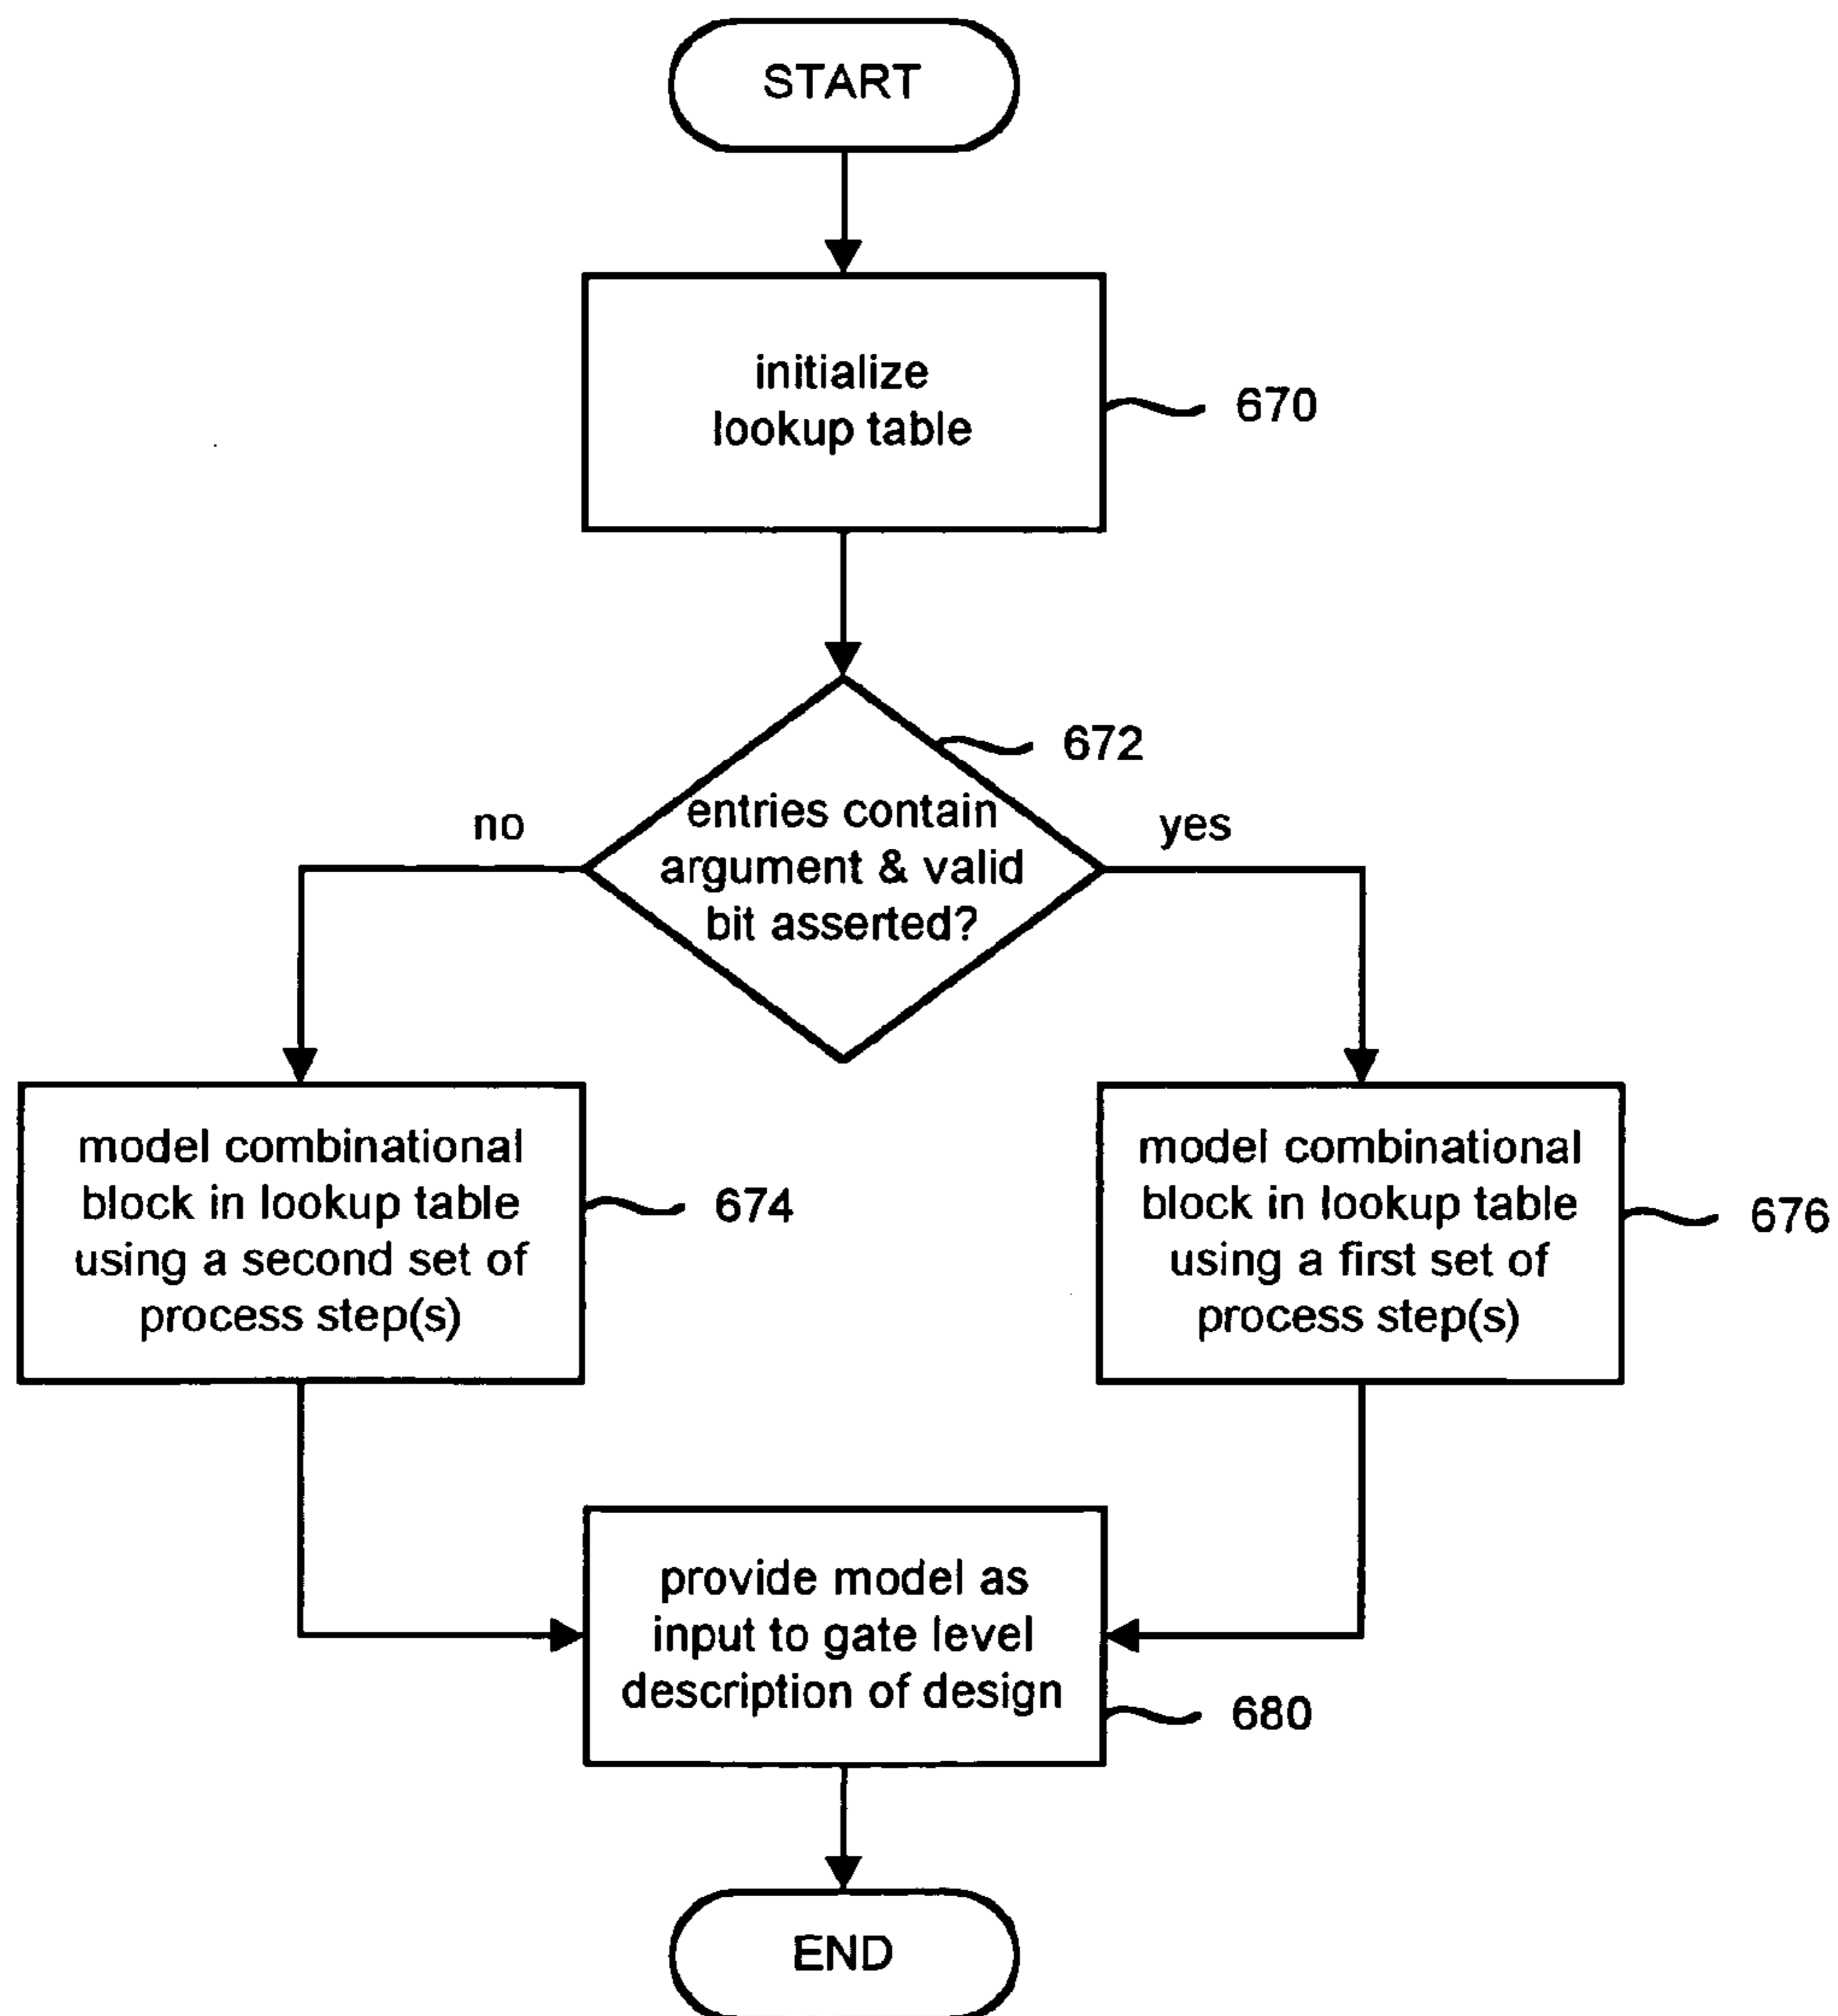 START
initialize
lookup table
670
672
entries contain
argument & valid
bit asserted?
no
yes
model combinational
block in lookup table
using a second set of
process step(s)
674
model combinational
block in lookup table
using a first set of
process step(s)
676
provide model as
input to gate level
description of design
680
END